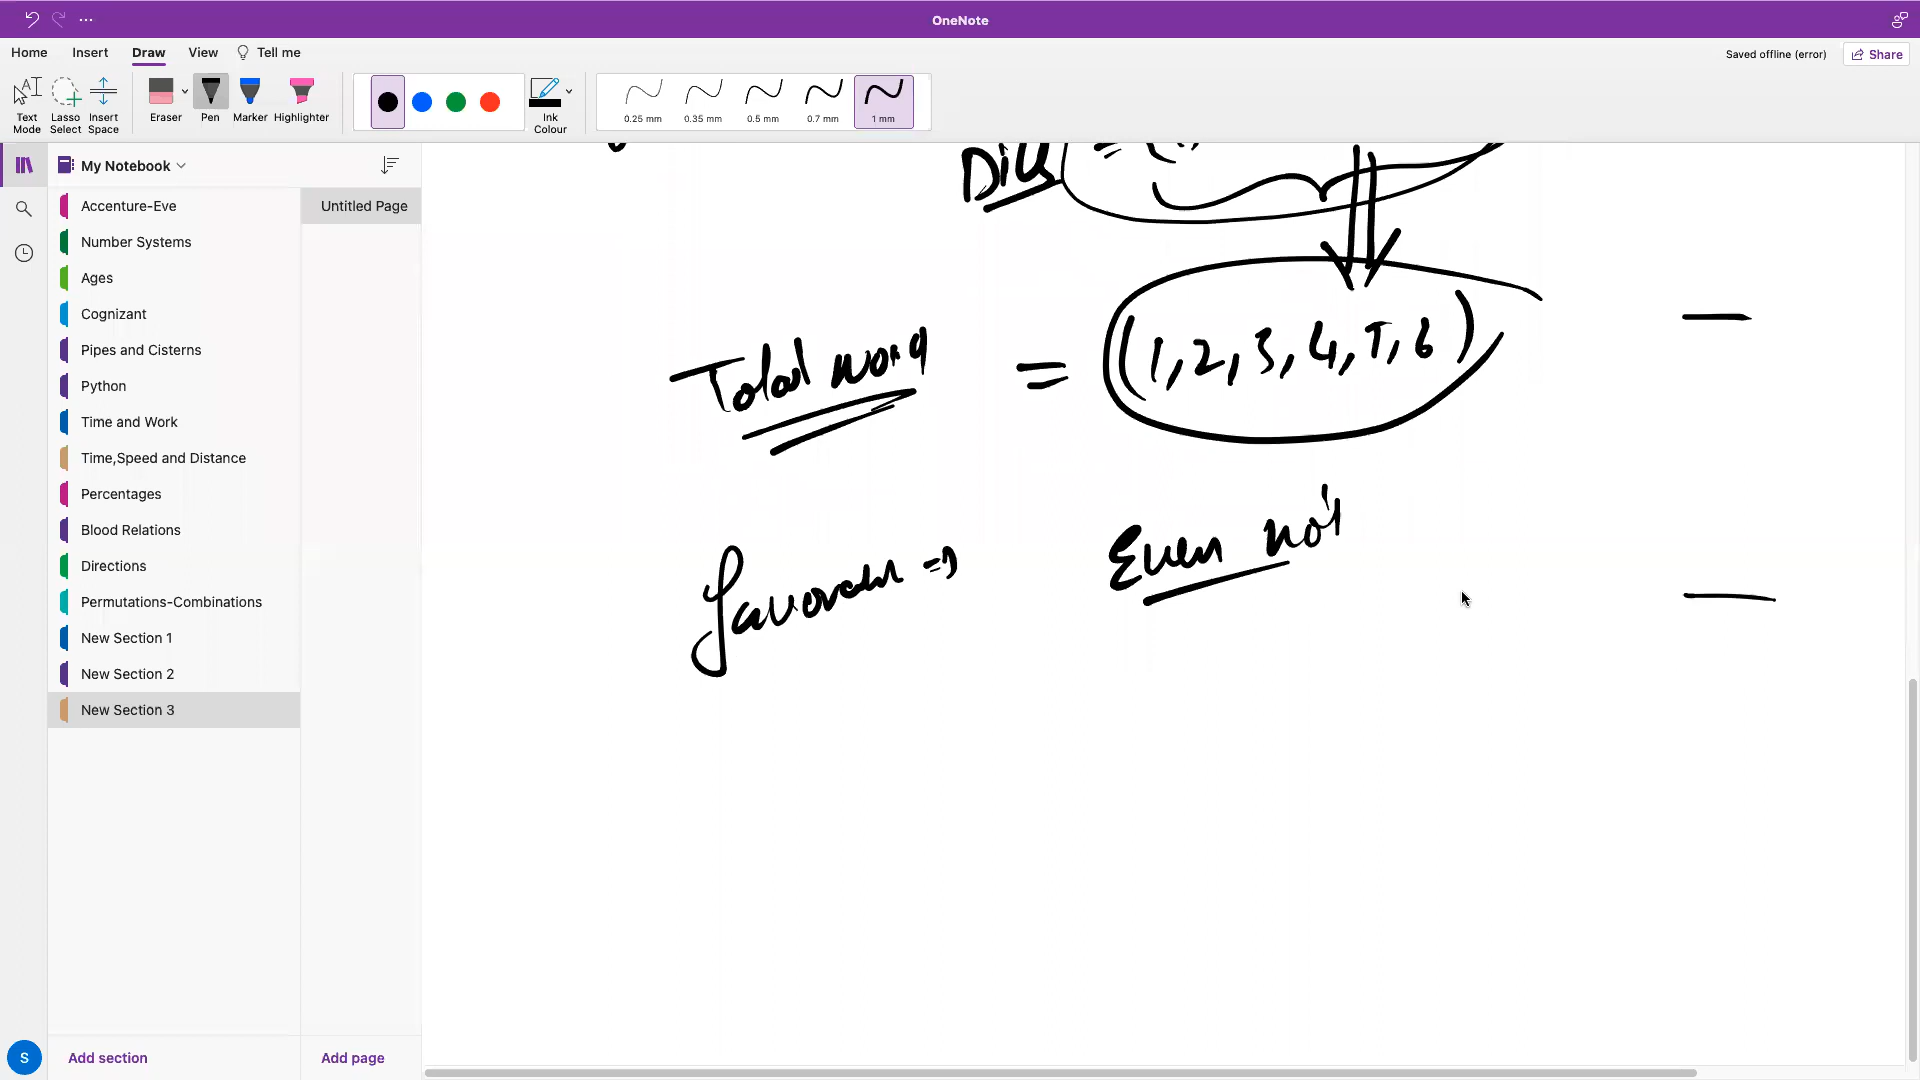 OneNote
Home Insert Draw View Tell me
Saved offline (error) Share
Text Mode
Lasso Select
Insert Space
Eraser
Pen
Marker
Highlighter
Ink Colour
0.25 mm
0.35 mm
0.5 mm
0.7 mm
1 mm
My Notebook
Accenture-Eve
Number Systems
Ages
Cognizant
Pipes and Cisterns
Python
Time and Work
Time,Speed and Distance
Percentages
Blood Relations
Directions
Permutations-Combinations
New Section 1
New Section 2
New Section 3
Untitled Page
= (1,2,3,4,5,6)
Even no's
S
Add section
Add page